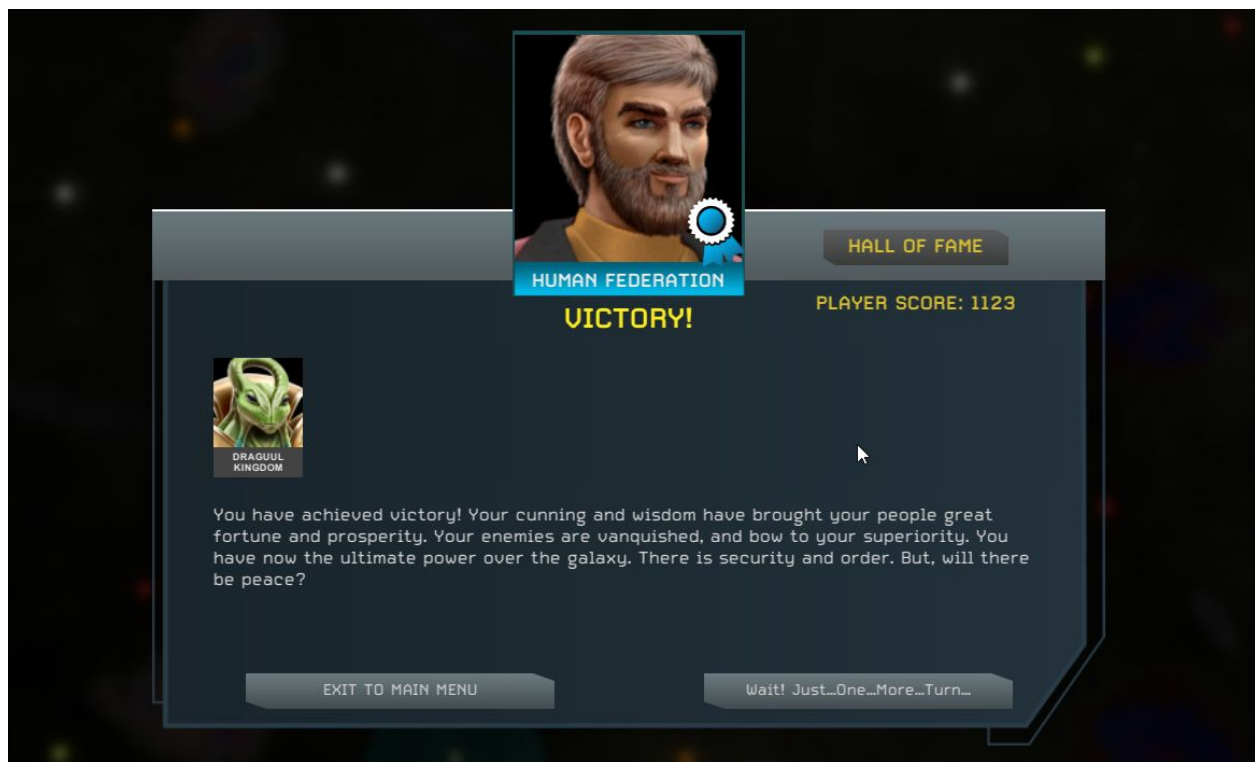 HUMAN FEDERATION
HALL OF FAME
VICTORY!
PLAYER SCORE: 1123
DRAGUUL
KINGDOM
You have achieved victory! Your cunning and wisdom have brought your people great
fortune and prosperity. Your enemies are vanquished, and bow to your superiority. You
have now the ultimate power over the galaxy. There is security and order. But, will there
be peace?
EXIT TO MAIN MENU
Wait! Just...One...More...Turn...